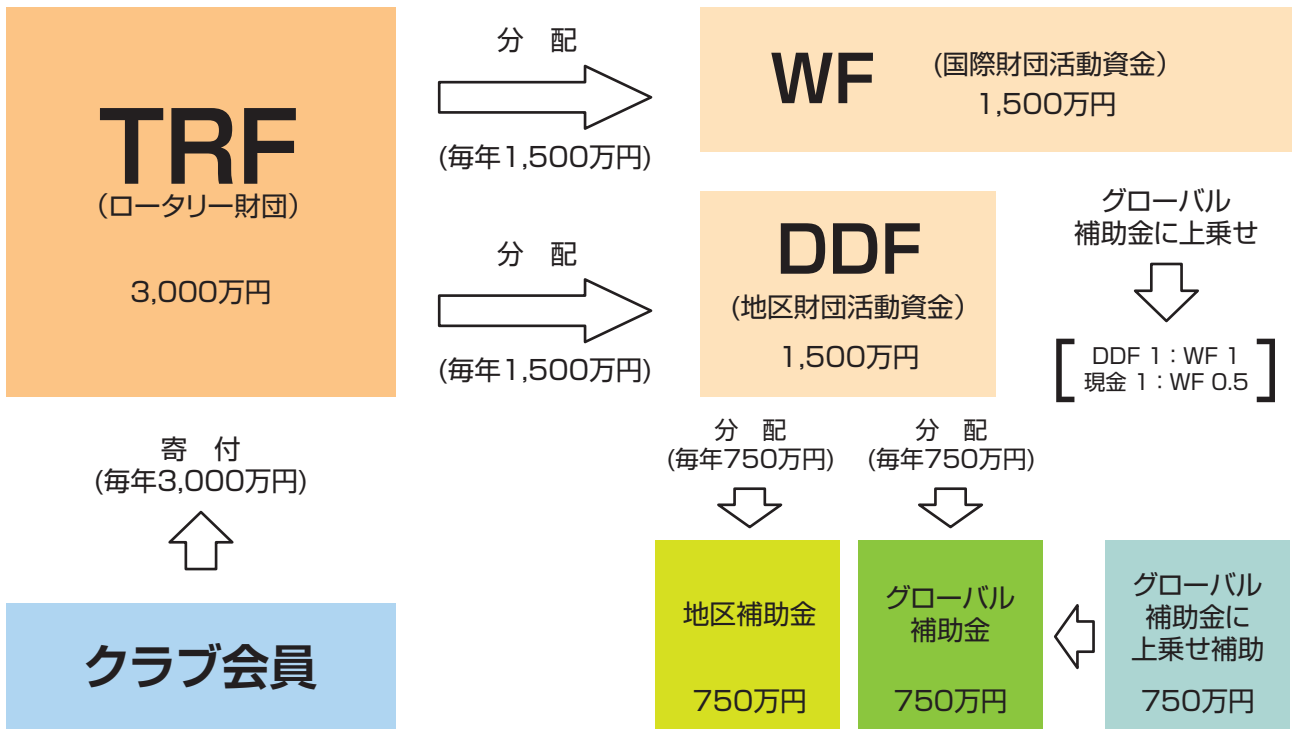 TRF
（ロータリー財団）
3,000万円
分　配
(毎年1,500万円)
WF
(国際財団活動資金）
1,500万円
分　配
(毎年1,500万円)
DDF
(地区財団活動資金）
1,500万円
グローバル
補助金に上乗せ
DDF 1：WF 1
現金 1：WF 0.5
寄　付
(毎年3,000万円)
クラブ会員
分　配
(毎年750万円)
分　配
(毎年750万円)
地区補助金
750万円
グローバル
補助金
750万円
グローバル
補助金に
上乗せ補助
750万円